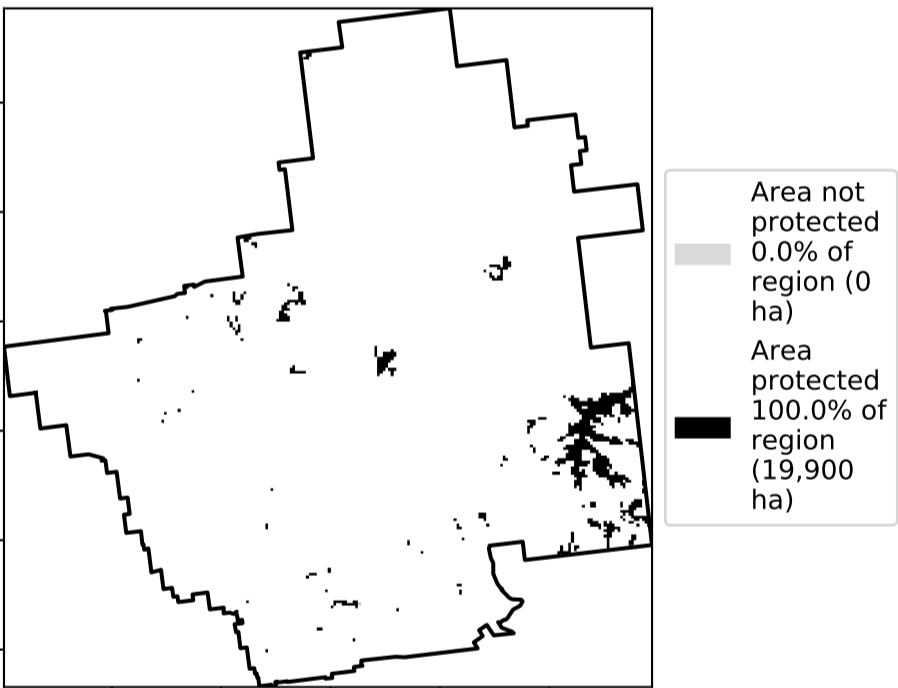 Area not
protected
0.0% of
region (0
ha)
Area
protected
100.0% of
region
(19,900
ha)